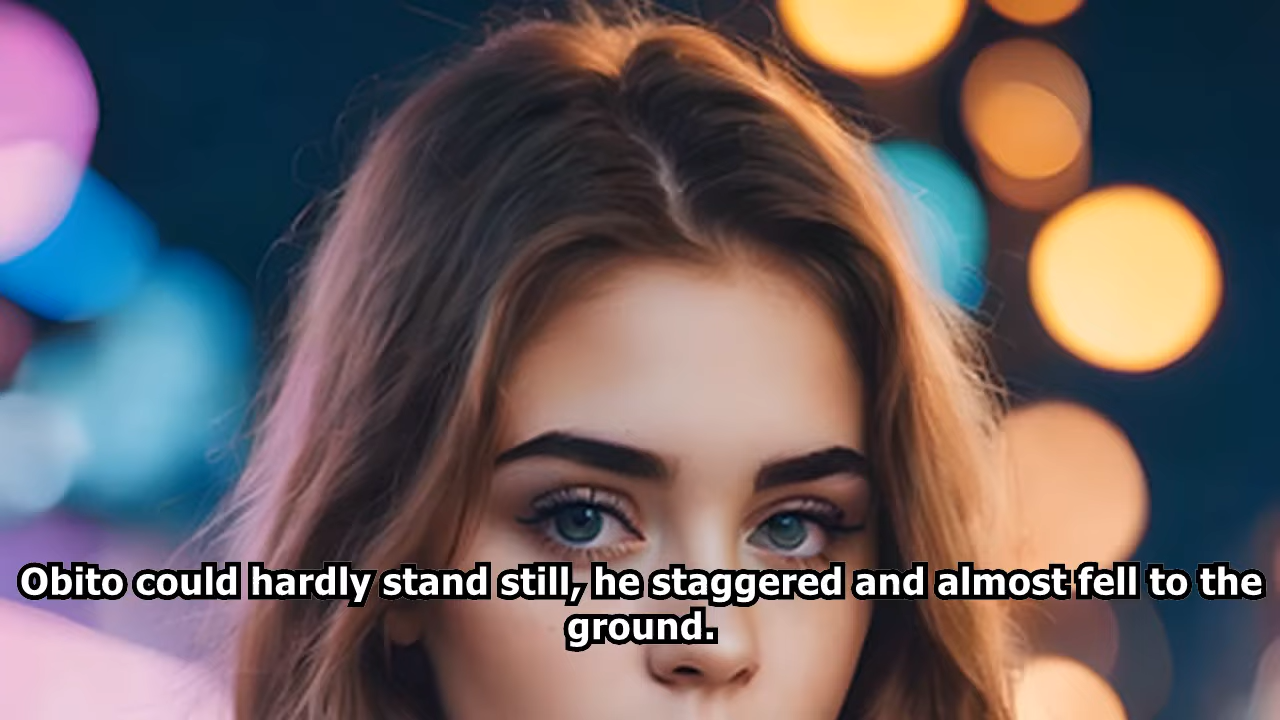 Obito could hardly stand still, he staggered and almost fell to the
ground.